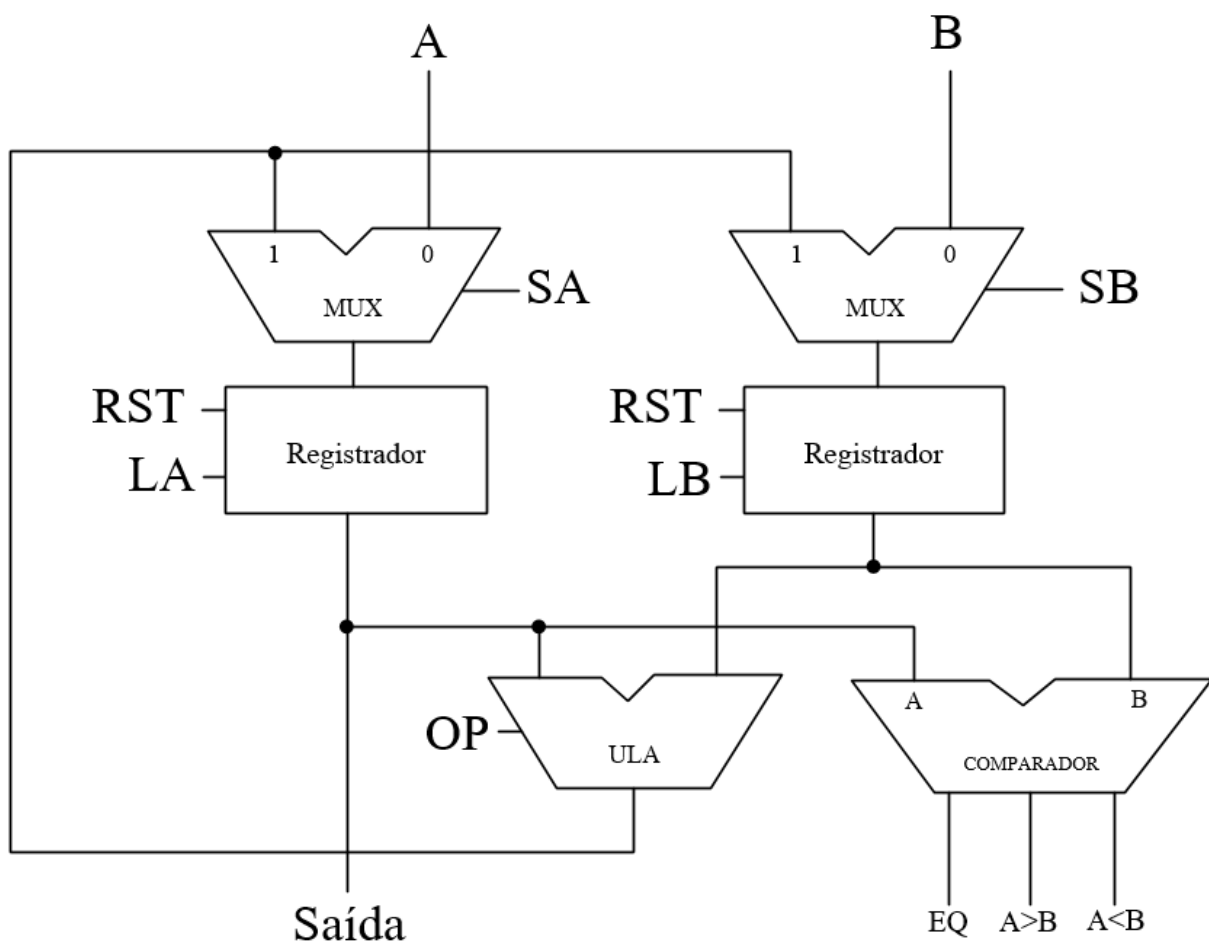 A
B
1
0
SA
MUX
1
0
SB
MUX
RST
LA
Registrador
RST
LB
Registrador
OP
ULA
A
B
COMPARADOR
Saída
EQ
A>B
A<B